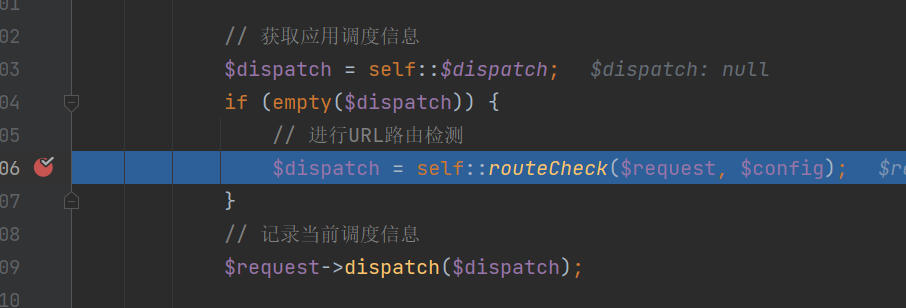 01
02 // 获取应用调度信息
03 $dispatch = self::$dispatch; $dispatch: null
04 if (empty($dispatch)) {
05 // 进行URL路由检测
06 $dispatch = self::routeCheck($request, $config);
07 }
08 // 记录当前调度信息
09 $request->dispatch($dispatch);
10